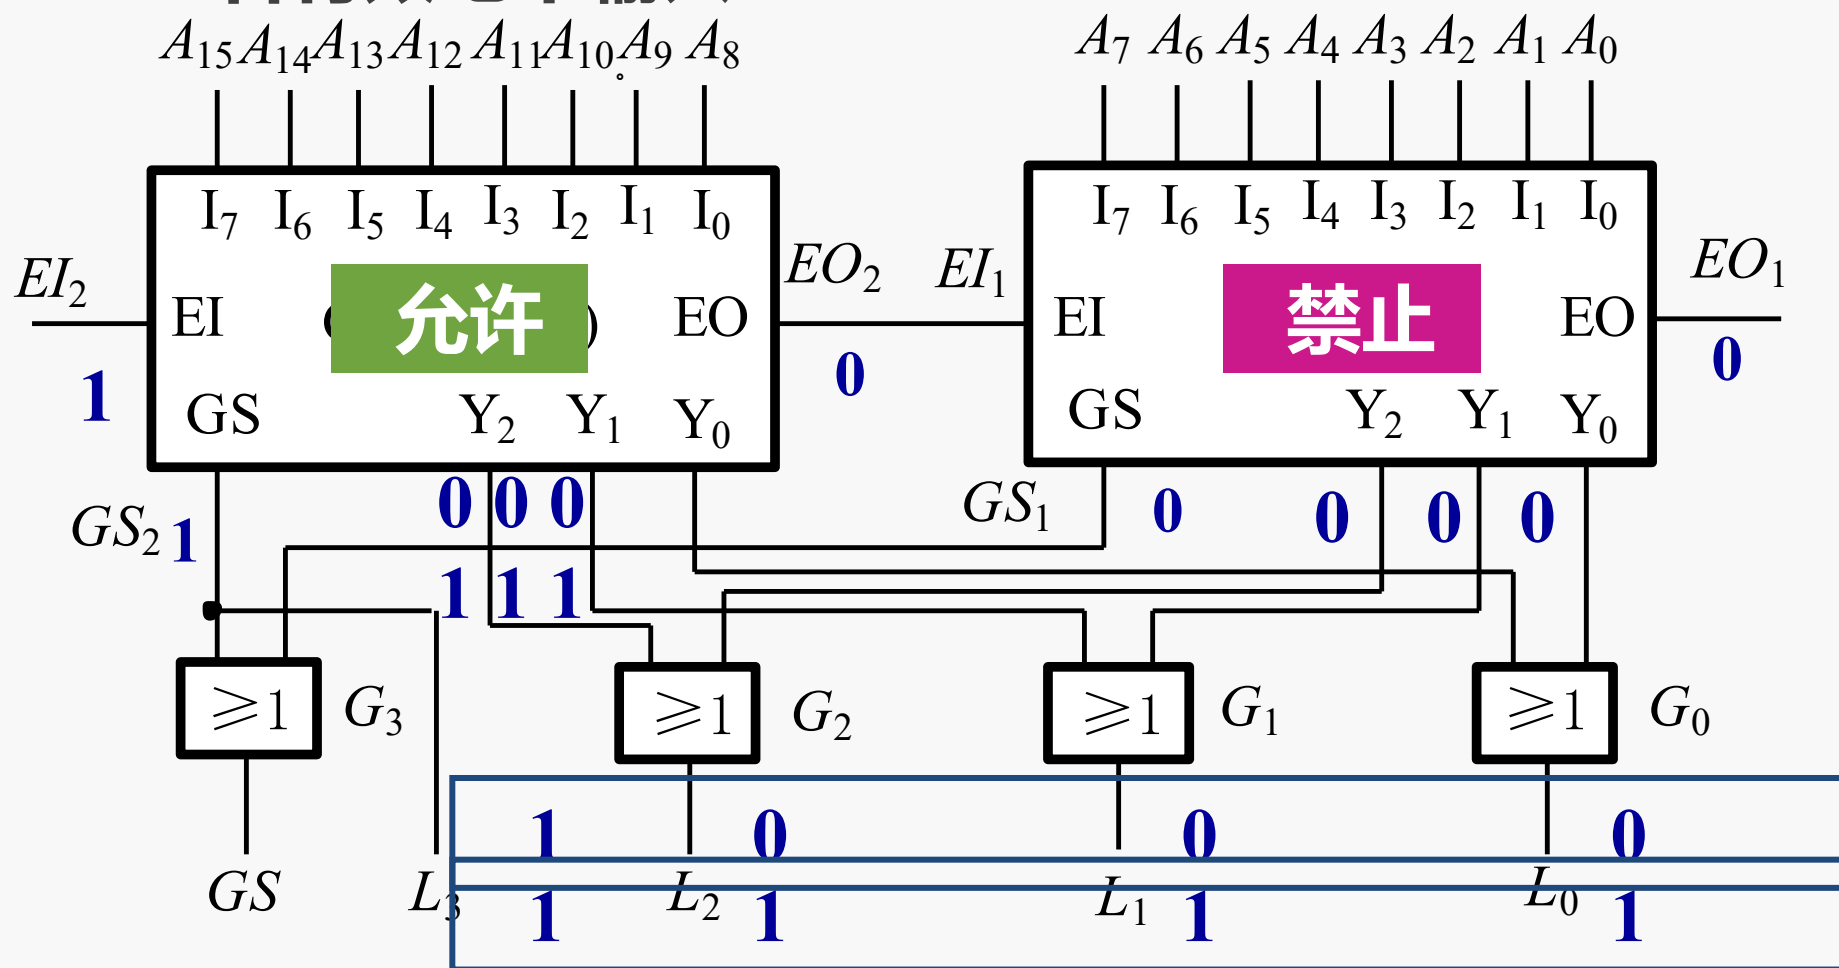 A15 A14 A13 A12 A11 A10 A9 A8 A7 A6 A5 A4 A3 A2 A1 A0
。
I7 I6 I5 I4 I3 I2 I1 I0 I7 I6 I5 I4 I3 I2 I1 I0
EI2 EI 允许 ) EO EO2 EI1 EI 禁止 EO EO1
1 0 0
GS Y2 Y1 Y0 GS Y2 Y1 Y0
GS2 1 0 0 0 GS1 0 0 0 0
1 1 1
≥1 G3 ≥1 G2 ≥1 G1 ≥1 G0
1 0 0 0
GS L3 L2 L1 L0
1 1 1 1